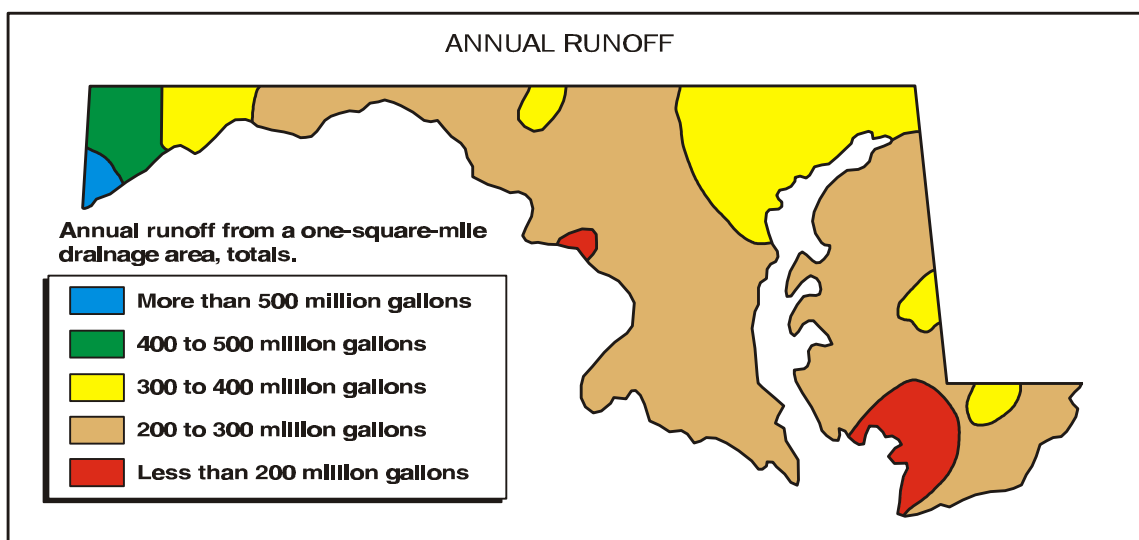 ANNUAL RUNOFF
Annual runoff from a one-square-mile
drainage area, totals.
More than 500 million gallons
400 to 500 million gallons
300 to 400 million gallons
200 to 300 million gallons
Less than 200 million gallons